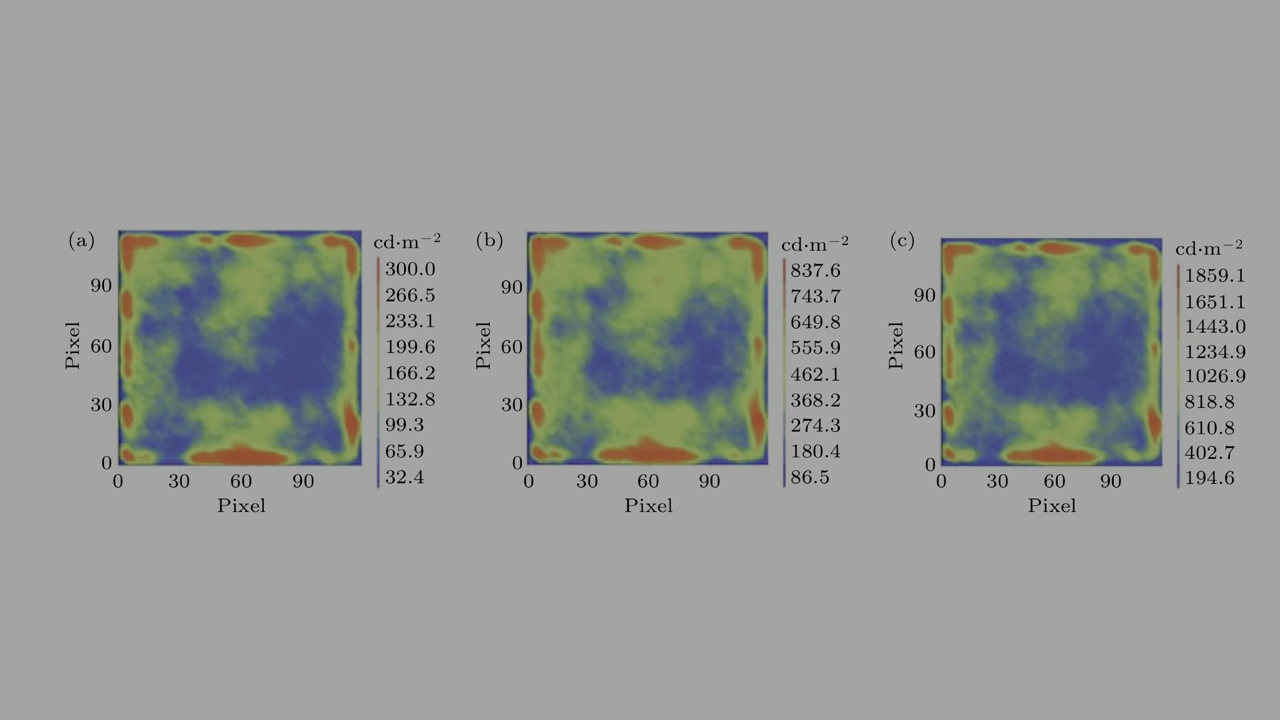 (a)
cd·m⁻²
300.0
266.5
233.1
199.6
166.2
132.8
99.3
65.9
32.4
Pixel
90
60
30
0
0 30 60 90
Pixel
(b)
cd·m⁻²
837.6
743.7
649.8
555.9
462.1
368.2
274.3
180.4
86.5
Pixel
90
60
30
0
0 30 60 90
Pixel
(c)
cd·m⁻²
1859.1
1651.1
1443.0
1234.9
1026.9
818.8
610.8
402.7
194.6
Pixel
90
60
30
0
0 30 60 90
Pixel